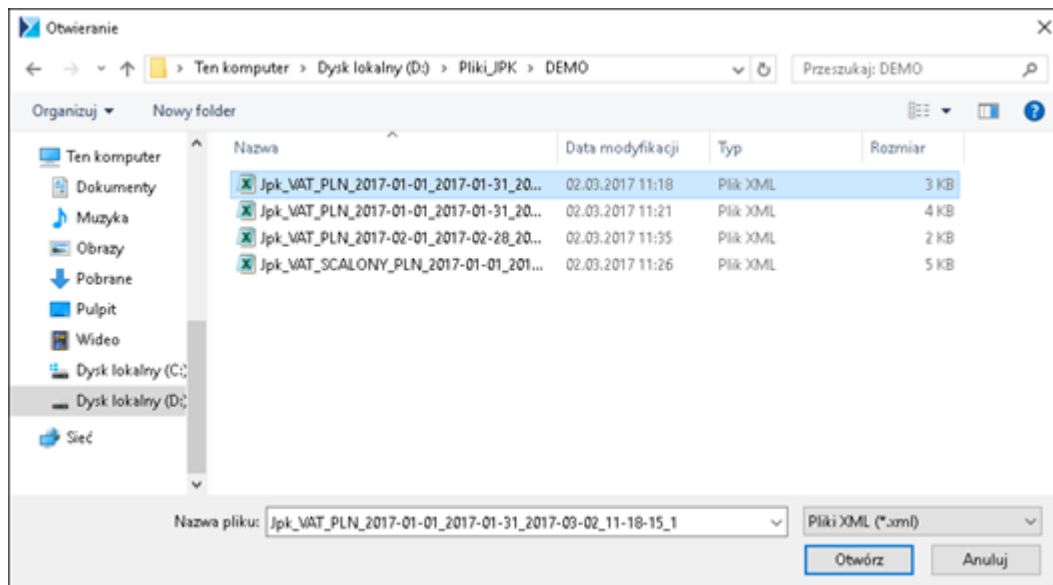 Otwieranie
Ten komputer > Dysk lokalny (D:) > Pliki_JPK > DEMO
Przeszukaj: DEMO
Organizuj
Nowy folder
Nazwa Data modyfikacji Typ Rozmiar
Ten komputer
Dokumenty
Muzyka
Obrazy
Pobrane
Pulpit
Wideo
Dysk lokalny (C:)
Dysk lokalny (D:)
Sieć
Jpk_VAT_PLN_2017-01-01_2017-01-31_20... 02.03.2017 11:18 Plik XML 3 KB
Jpk_VAT_PLN_2017-01-01_2017-01-31_20... 02.03.2017 11:21 Plik XML 4 KB
Jpk_VAT_PLN_2017-02-01_2017-02-28_20... 02.03.2017 11:35 Plik XML 2 KB
Jpk_VAT_SCALONY_PLN_2017-01-01_201... 02.03.2017 11:26 Plik XML 5 KB
Nazwa pliku: Jpk_VAT_PLN_2017-01-01_2017-01-31_2017-03-02_11-18-15_1
Pliki XML (*.xml)
Otwórz
Anuluj